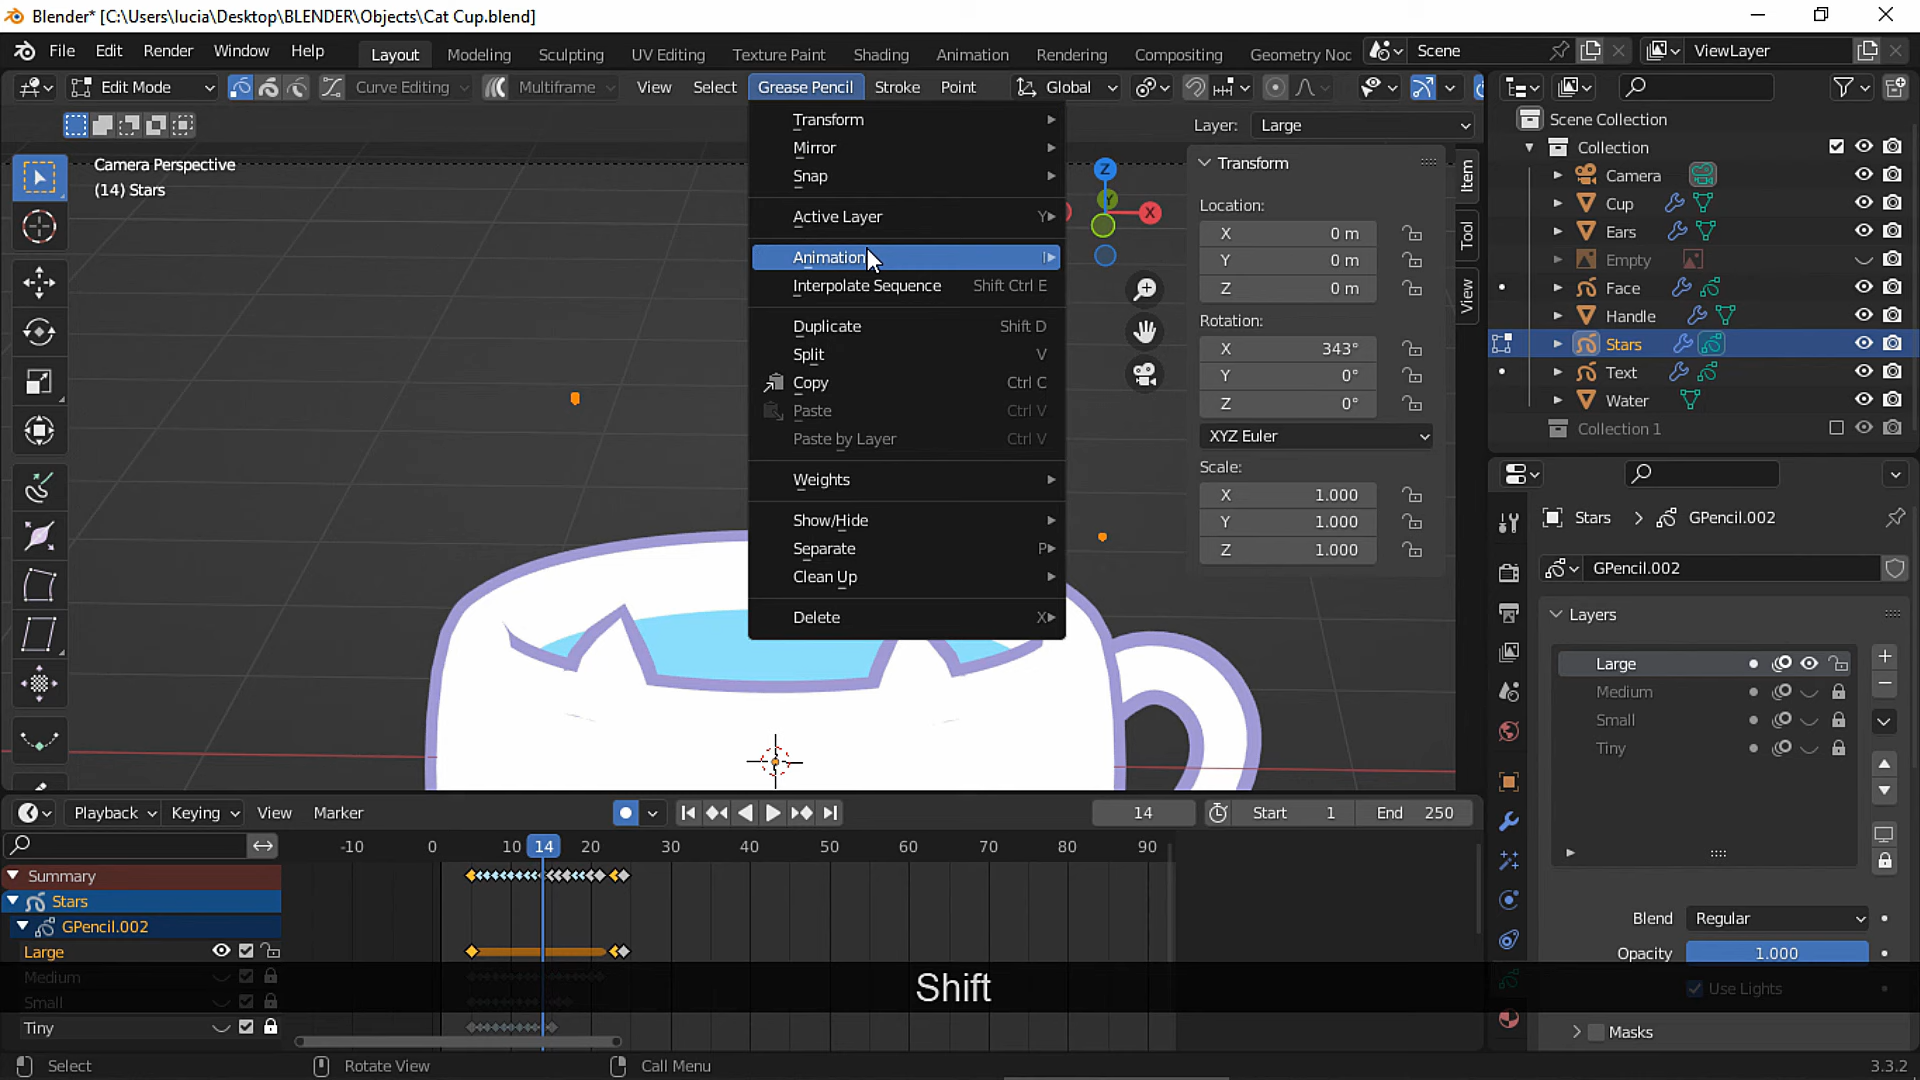 Blender* [C:\Users\lucia\Desktop\BLENDER\Objects\Cat Cup.blend]
File Edit Render Window Help
Layout Modeling Sculpting UV Editing Texture Paint Shading Animation Rendering Compositing Geometry Noc
Scene
ViewLayer
Edit Mode
Curve Editing
Multiframe
View Select Grease Pencil Stroke Point
Global
Layer: Large
Camera Perspective
(14) Stars
Transform
Mirror
Snap
Active Layer Y
Animation I
Interpolate Sequence Shift Ctrl E
Duplicate Shift D
Split V
Copy Ctrl C
Paste Ctrl V
Paste by Layer Ctrl V
Weights
Show/Hide
Separate P
Clean Up
Delete X
Z
Y
X
Transform
Location:
X 0 m
Y 0 m
Z 0 m
Rotation:
X 343°
Y 0°
Z 0°
XYZ Euler
Scale:
X 1.000
Y 1.000
Z 1.000
Item
Tool
View
Scene Collection
Collection
Camera
Cup
Ears
Empty
Face
Handle
Stars
Text
Water
Collection 1
Stars > GPencil.002
GPencil.002
Layers
Large
Medium
Small
Tiny
Blend Regular
Opacity 1.000
Use Lights
Masks
Playback Keying View Marker
14
Start 1 End 250
-10 0 10 14 20 30 40 50 60 70 80 90
Summary
Stars
GPencil.002
Large
Medium
Small
Tiny
Shift
Select
Rotate View
Call Menu
3.3.2